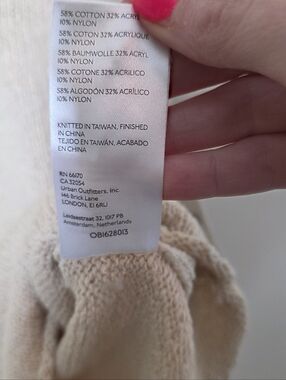 58% COTTON 32% ACRYL
10% NYLON
58% COTON 32% ACRYLIQUE
10% NYLON
58% BAUMWOLLE 32% ACRYL
10% NYLON
58% COTONE 32% ACRILICO
10% NYLON
58% ALGODÓN 32% ACRÍLICO
10% NYLON
KNITTED IN TAIWAN, FINISHED
IN CHINA
TEJIDO EN TAIWÁN, ACABADO
EN CHINA
RN 66170
CA 32054
Urban Outfitters, Inc
146 Brick Lane
LONDON, E1 6RU
Leidsestraat 32, 1017 PB
Amsterdam, Netherlands
OB1628013